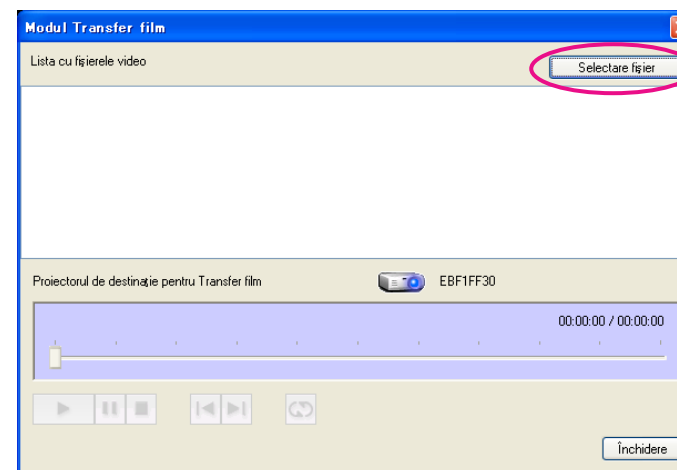 Modul Transfer film
Lista cu fișierele video
Selectare fișier
Proiectorul de destinație pentru Transfer film
EBF1FF30
00:00:00 / 00:00:00
Închidere